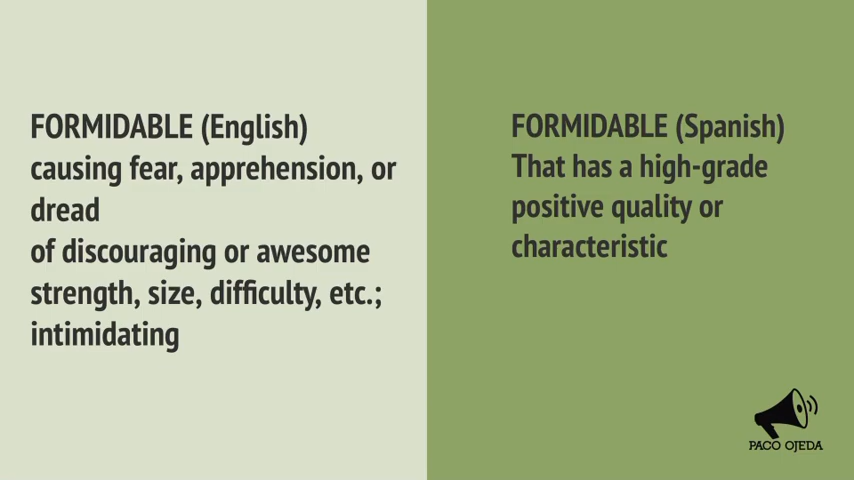 FORMIDABLE (English)
causing fear, apprehension, or
dread
of discouraging or awesome
strength, size, difficulty, etc.;
intimidating
FORMIDABLE (Spanish)
That has a high-grade
positive quality or
characteristic
PACO OJEDA